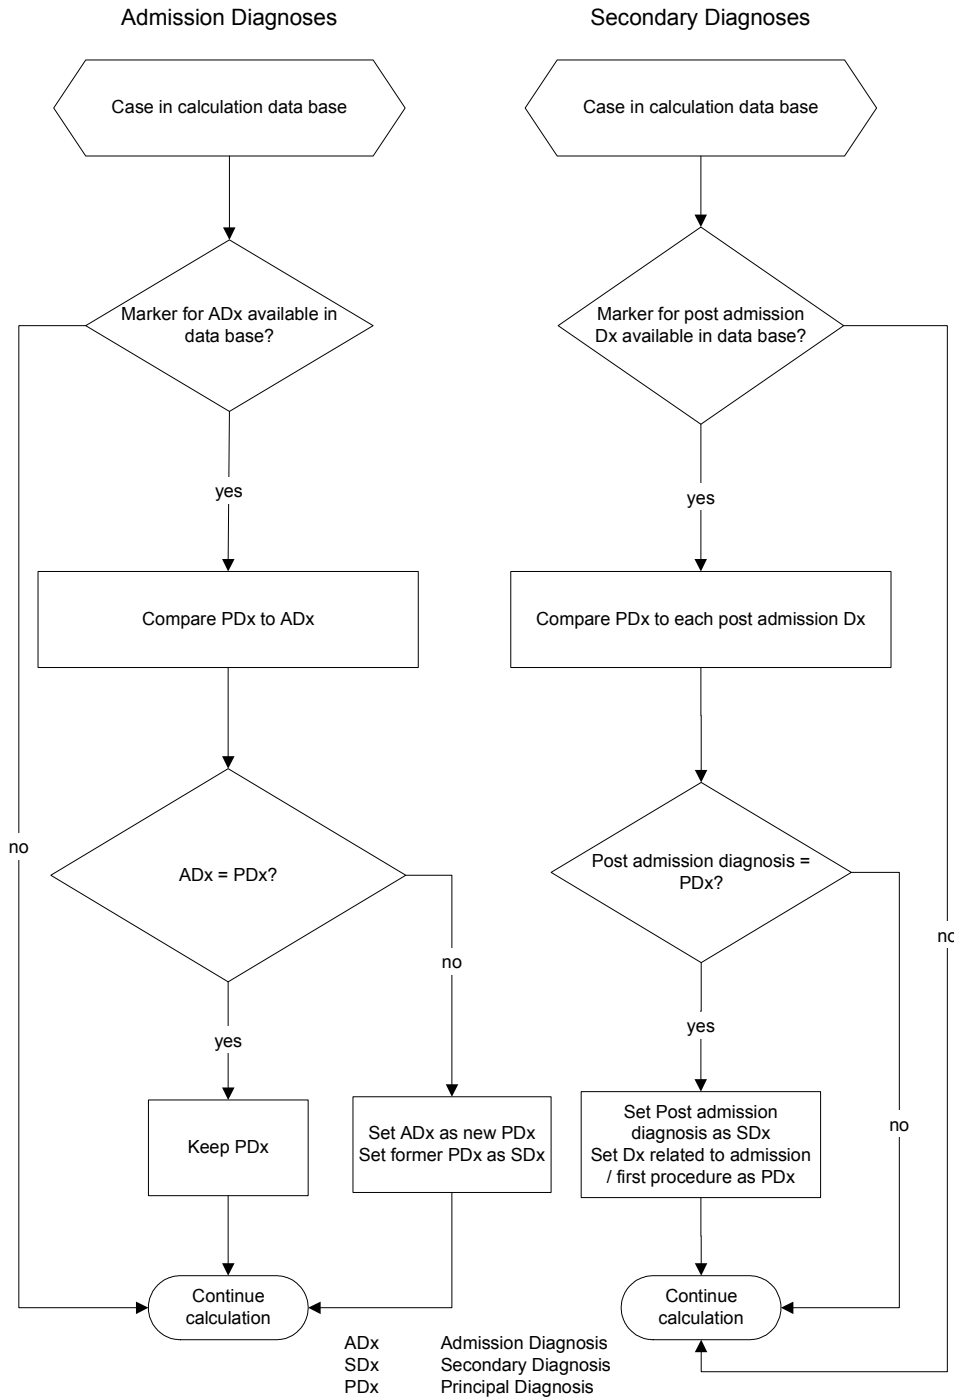 Admission Diagnoses
Case in calculation data base
Marker for ADx available in
data base?
yes
Compare PDx to ADx
no
ADx = PDx?
no
yes
Keep PDx
Set ADx as new PDx
Set former PDx as SDx
Continue
calculation
Secondary Diagnoses
Case in calculation data base
Marker for post admission
Dx available in data base?
yes
Compare PDx to each post admission Dx
Post admission diagnosis =
PDx?
no
yes
Set Post admission
diagnosis as SDx
Set Dx related to admission
/ first procedure as PDx
no
Continue
calculation
ADx Admission Diagnosis
SDx Secondary Diagnosis
PDx Principal Diagnosis